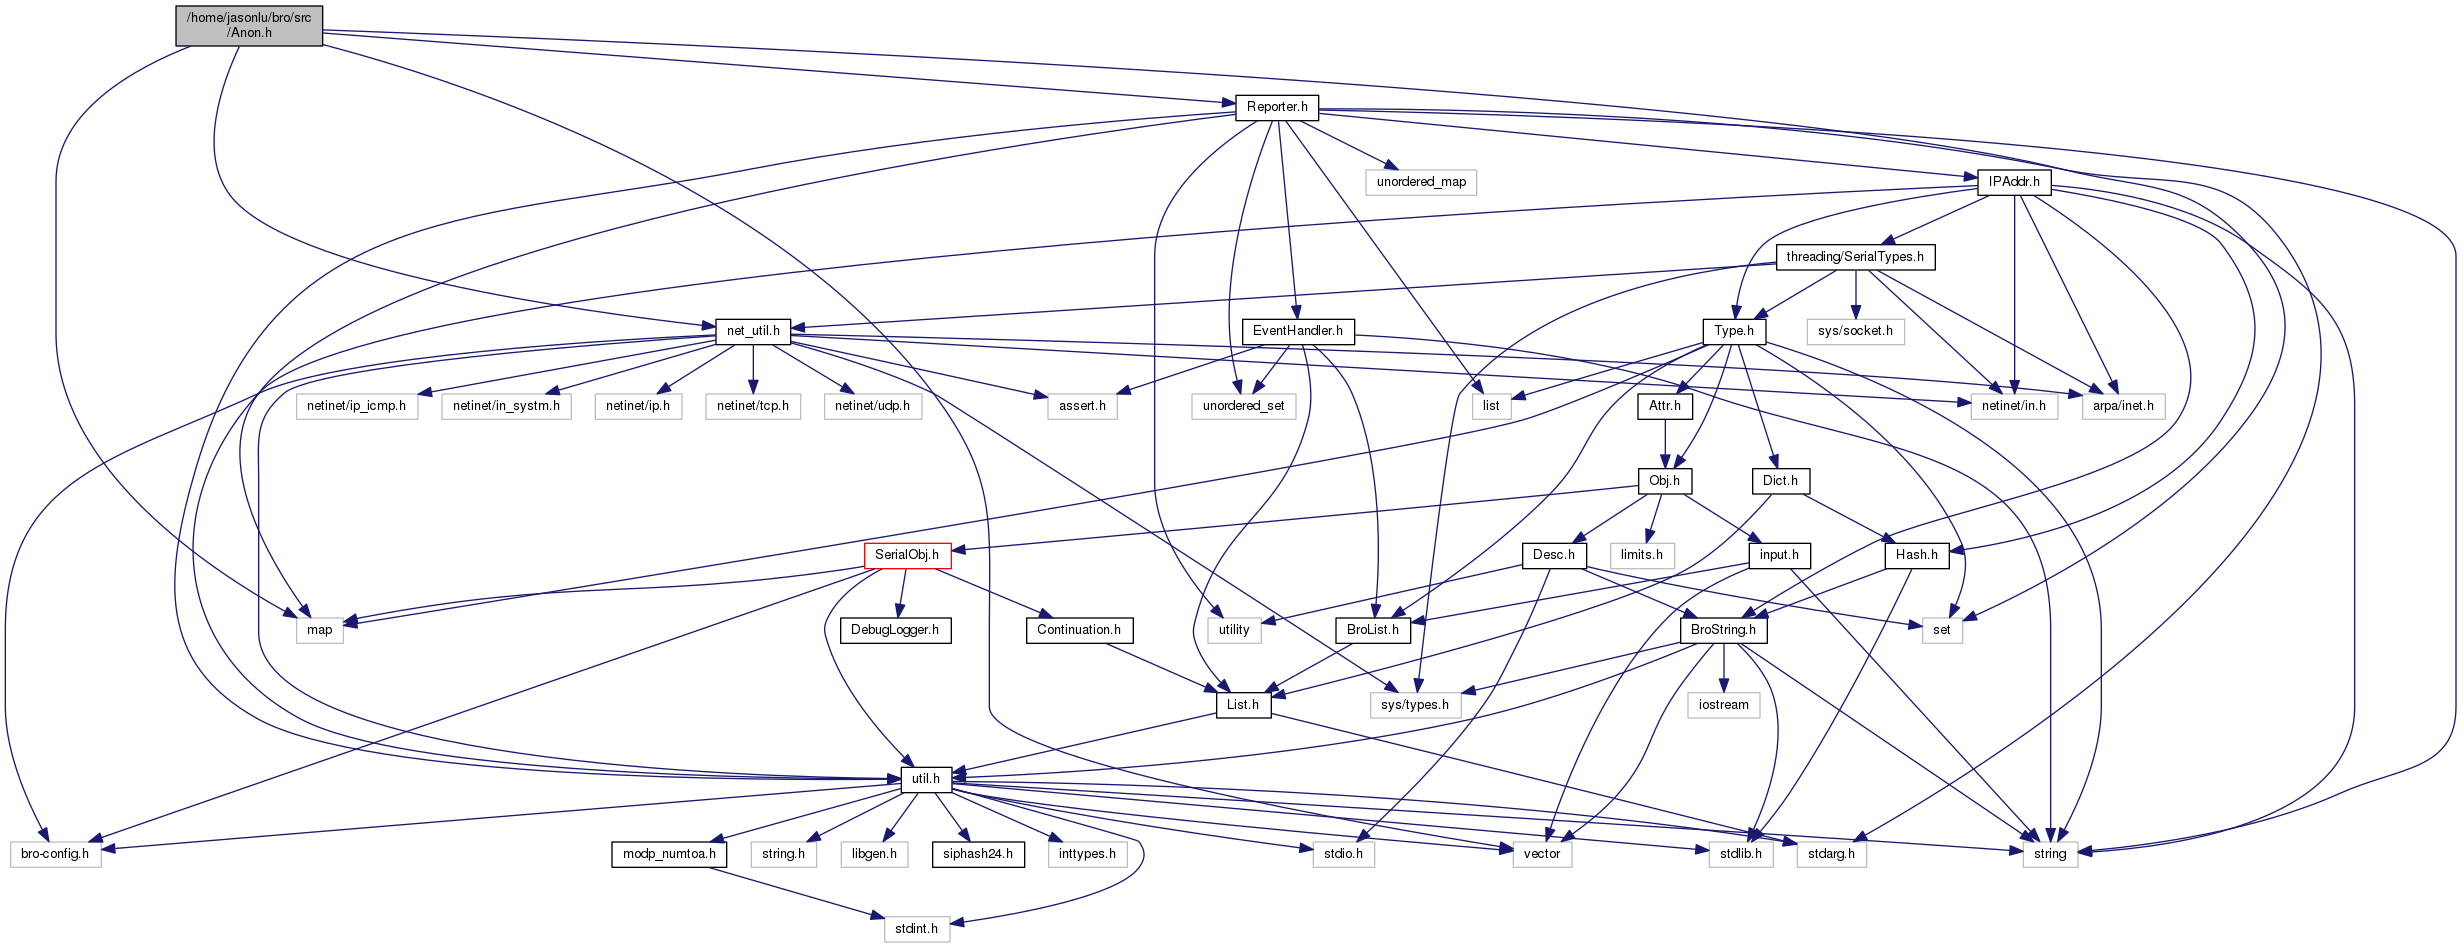 /home/jasonlu/bro/src
/Anon.h
Reporter.h
unordered_map
IPAddr.h
threading/SerialTypes.h
net_util.h
EventHandler.h
Type.h
sys/socket.h
netinet/ip_icmp.h
netinet/in_systm.h
netinet/ip.h
netinet/tcp.h
netinet/udp.h
assert.h
unordered_set
list
Attr.h
netinet/in.h
arpa/inet.h
Obj.h
Dict.h
SerialObj.h
Desc.h
limits.h
input.h
Hash.h
map
DebugLogger.h
Continuation.h
utility
BroList.h
BroString.h
set
List.h
sys/types.h
iostream
util.h
bro-config.h
modp_numtoa.h
string.h
libgen.h
siphash24.h
inttypes.h
stdio.h
vector
stdlib.h
stdarg.h
string
stdint.h